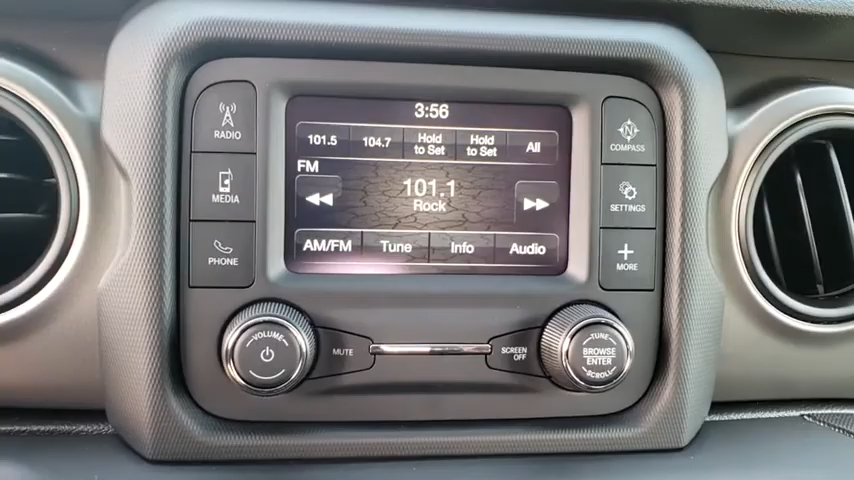 3:56
101.5 104.7 Hold to Set Hold to Set All
FM
101.1
Rock
AM/FM Tune Info Audio
RADIO
MEDIA
PHONE
N
COMPASS
SETTINGS
MORE
VOLUME
MUTE
SCREEN
OFF
TUNE
BROWSE
ENTER
SCROLL